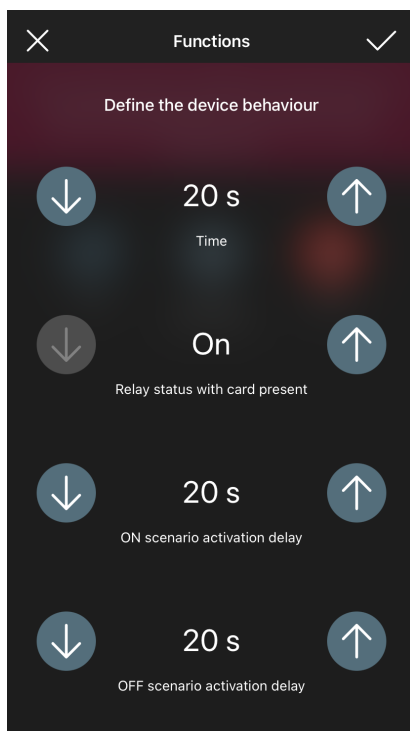 Functions
Define the device behaviour
20 s
Time
On
Relay status with card present
20 s
ON scenario activation delay
20 s
OFF scenario activation delay